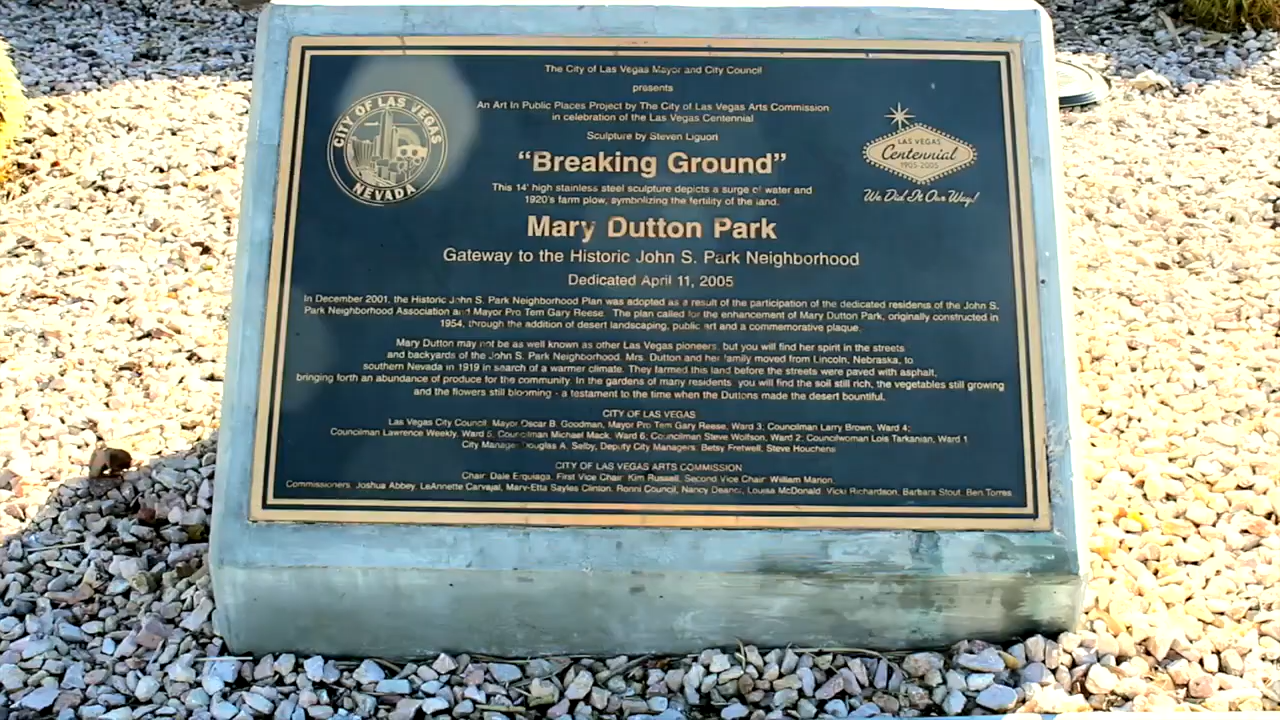 The City of Las Vegas Mayor and City Council
presents
An Art In Public Places Project by The City of Las Vegas Arts Commission
in celebration of the Las Vegas Centennial
Sculpture by Steven Liguori
CITY OF LAS VEGAS
NEVADA
LAS VEGAS
Centennial
1905-2005
We Did It Our Way!
"Breaking Ground"
This 14' high stainless steel sculpture depicts a surge of water and
1920's farm plow, symbolizing the fertility of the land.
Mary Dutton Park
Gateway to the Historic John S. Park Neighborhood
Dedicated April 11, 2005
In December 2001, the Historic John S. Park Neighborhood Plan was adopted as a result of the participation of the dedicated residents of the John S.
Park Neighborhood Association and Mayor Pro Tem Gary Reese. The plan called for the enhancement of Mary Dutton Park, originally constructed in
1954, through the addition of desert landscaping, public art and a commemorative plaque.
Mary Dutton may not be as well known as other Las Vegas pioneers, but you will find her spirit in the streets
and backyards of the John S. Park Neighborhood. Mrs. Dutton and her family moved from Lincoln, Nebraska, to
southern Nevada in 1919 in search of a warmer climate. They farmed this land before the streets were paved with asphalt,
bringing forth an abundance of produce for the community. In the gardens of many residents you will find the soil still rich, the vegetables still growing
and the flowers still blooming - a testament to the time when the Duttons made the desert bountiful.
CITY OF LAS VEGAS
Las Vegas City Council: Mayor Oscar B. Goodman, Mayor Pro Tem Gary Reese, Ward 3; Councilman Larry Brown, Ward 4;
Councilman Lawrence Weekly, Ward 5; Councilman Michael Mack, Ward 6; Councilman Steve Wolfson, Ward 2; Councilwoman Lois Tarkanian, Ward 1
City Manager Douglas A. Selby, Deputy City Managers: Betsy Fretwell, Steve Houchens
CITY OF LAS VEGAS ARTS COMMISSION
Chair: Dale Erquiaga, First Vice Chair: Kim Russell, Second Vice Chair: William Marion,
Commissioners: Joshua Abbey, LeAnnette Carvajal, Mary-Etta Sayles Clinton, Ronni Council, Nancy Deaner, Louisa McDonald, Vicki Richardson, Barbara Stout, Ben Torres